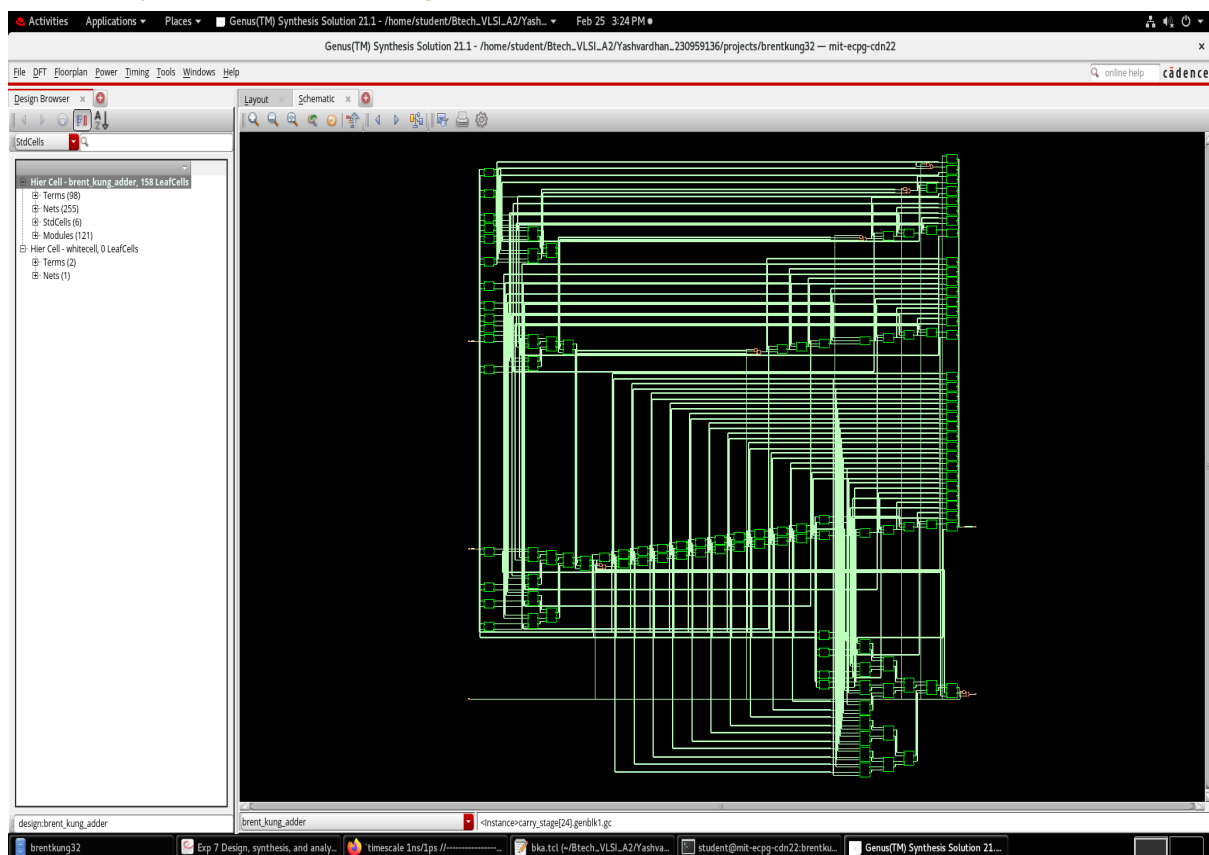 Activities Applications Places Genus(TM) Synthesis Solution 21.1 - /home/student/Btech_VLSI_A2/Yash... Feb 25 3:24 PM
Genus(TM) Synthesis Solution 21.1 - /home/student/Btech_VLSI_A2/Yashvardhan_230959136/projects/brentkung32 — mit-ecpg-cdn22 x
File DFT Floorplan Power Timing Tools Windows Help online help cādence
Design Browser x Layout x Schematic x
StdCells
Hier Cell - brent_kung_adder, 158 LeafCells
Terms (98)
Nets (255)
StdCells (6)
Modules (121)
Hier Cell - whitecell, 0 LeafCells
Terms (2)
Nets (1)
design:brent_kung_adder brent_kung_adder <Instance>carry_stage[24].genblk1.gc
brentkung32 Exp 7 Design, synthesis, and analy... `timescale 1ns/1ps //----------------... bka.tcl (~/Btech_VLSI_A2/Yashva... student@mit-ecpg-cdn22:brentku... Genus(TM) Synthesis Solution 21....